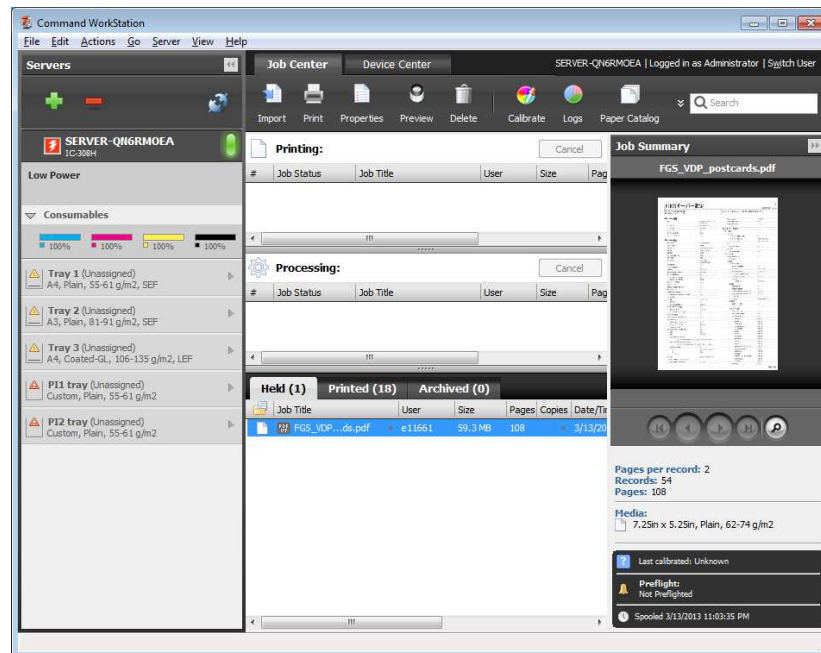 Command WorkStation
File Edit Actions Go Server View Help
Servers
SERVER-QN6RMOEA
IC-308H
Low Power
Consumables
100% 100% 100% 100%
Tray 1 (Unassigned)
A4, Plain, 55-61 g/m2, SEF
Tray 2 (Unassigned)
A3, Plain, 81-91 g/m2, SEF
Tray 3 (Unassigned)
A4, Coated-GL, 106-135 g/m2, LEF
PI1 tray (Unassigned)
Custom, Plain, 55-61 g/m2
PI2 tray (Unassigned)
Custom, Plain, 55-61 g/m2
Job Center Device Center
SERVER-QN6RMOEA | Logged in as Administrator | Switch User
Import Print Properties Preview Delete Calibrate Logs Paper Catalog
Search
Printing: Cancel
# Job Status Job Title User Size Pag
Processing: Cancel
# Job Status Job Title User Size Pag
Held (1) Printed (18) Archived (0)
Job Title User Size Pages Copies Date/Tir
PDF VT FGS_VDP...ds.pdf e11661 59.3 MB 108 3/13/20
Job Summary
FGS_VDP_postcards.pdf
Pages per record: 2
Records: 54
Pages: 108
Media:
7.25in x 5.25in, Plain, 62-74 g/m2
Last calibrated: Unknown
Preflight:
Not Preflighted
Spooled 3/13/2013 11:03:35 PM